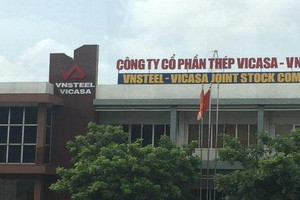 VNSTEEL
VICASA
CÔNG TY CỔ PHẦN THÉP VICASA - VN
VNSTEEL - VICASA JOINT STOCK COM